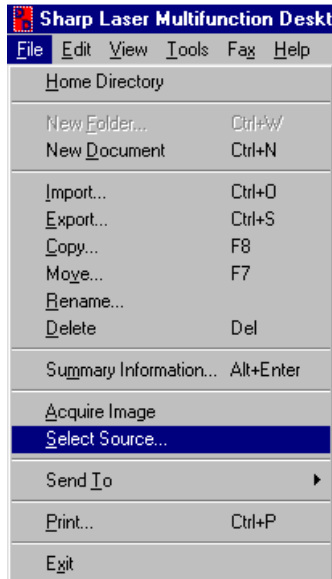 Sharp Laser Multifunction Deskt
File Edit View Tools Fax Help
Home Directory
New Folder... Ctrl+W
New Document Ctrl+N
Import... Ctrl+O
Export... Ctrl+S
Copy... F8
Move... F7
Rename...
Delete Del
Summary Information... Alt+Enter
Acquire Image
Select Source...
Send To
Print... Ctrl+P
Exit